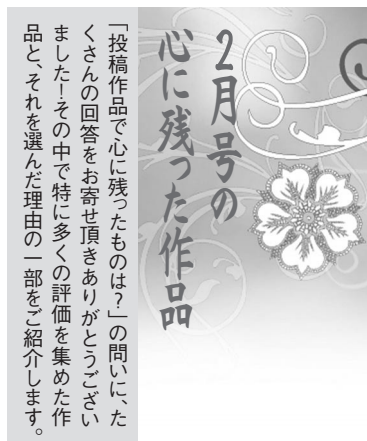 2月号の
心に残った作品
「投稿作品で心に残ったものは?」の問いに、た
くさんの回答をお寄せ頂きありがとうござい
ました!その中で特に多くの評価を集めた作
品と、それを選んだ理由の一部をご紹介します。